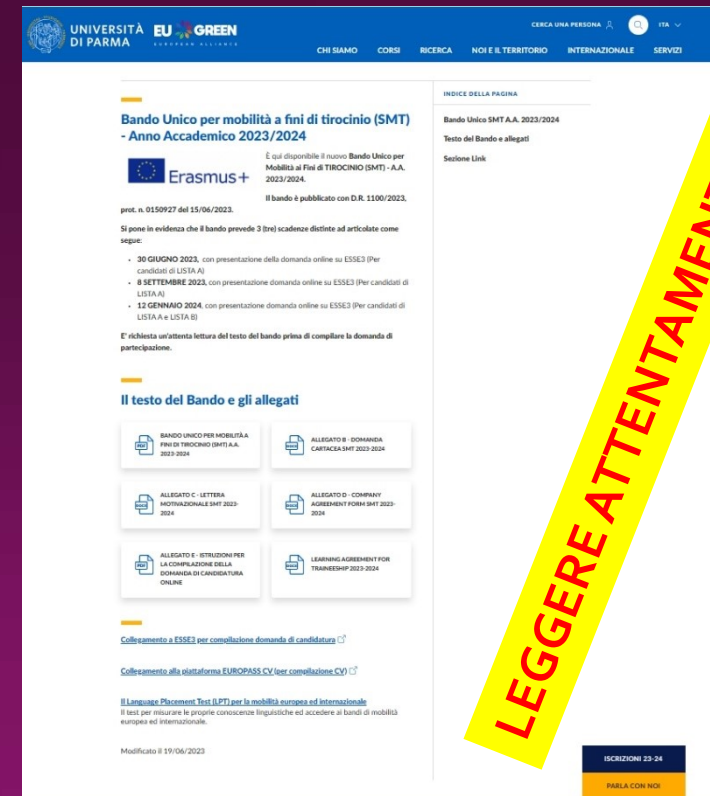 UNIVERSITÀ
DI PARMA
EU GREEN
EUROPEAN ALLIANCE
CERCA UNA PERSONA
ITA
CHI SIAMO CORSI RICERCA NOI E IL TERRITORIO INTERNAZIONALE SERVIZI
Bando Unico per mobilità a fini di tirocinio (SMT)
- Anno Accademico 2023/2024
Erasmus+
È qui disponibile il nuovo Bando Unico per
Mobilità ai Fini di TIROCINIO (SMT) - A.A.
2023/2024.
Il bando è pubblicato con D.R. 1100/2023,
prot. n. 0150927 del 15/06/2023.
Si pone in evidenza che il bando prevede 3 (tre) scadenze distinte ad articolate come
segue:
• 30 GIUGNO 2023, con presentazione della domanda online su ESSE3 (Per
candidati di LISTA A)
• 8 SETTEMBRE 2023, con presentazione domanda online su ESSE3 (Per candidati di
LISTA A)
• 12 GENNAIO 2024, con presentazione domanda online su ESSE3 (Per candidati di
LISTA A e LISTA B)
E' richiesta un'attenta lettura del testo del bando prima di compilare la domanda di
partecipazione.
Il testo del Bando e gli allegati
PDF
BANDO UNICO PER MOBILITÀ A
FINI DI TIROCINIO (SMT) A.A.
2023-2024
DOCX
ALLEGATO B - DOMANDA
CARTACEA SMT 2023-2024
DOCX
ALLEGATO C - LETTERA
MOTIVAZIONALE SMT 2023-
2024
DOCX
ALLEGATO D - COMPANY
AGREEMENT FORM SMT 2023-
2024
PDF
ALLEGATO E - ISTRUZIONI PER
LA COMPILAZIONE DELLA
DOMANDA DI CANDIDATURA
ONLINE
DOCX
LEARNING AGREEMENT FOR
TRAINEESHIP 2023-2024
Collegamento a ESSE3 per compilazione domanda di candidatura
Collegamento alla piattaforma EUROPASS CV (per compilazione CV)
Il Language Placement Test (LPT) per la mobilità europea ed internazionale
Il test per misurare le proprie conoscenze linguistiche ed accedere ai bandi di mobilità
europea ed internazionale.
Modificato il 19/06/2023
INDICE DELLA PAGINA
Bando Unico SMT A.A. 2023/2024
Testo del Bando e allegati
Sezione Link
LEGGERE ATTENTAMENT
ISCRIZIONI 23-24
PARLA CON NOI